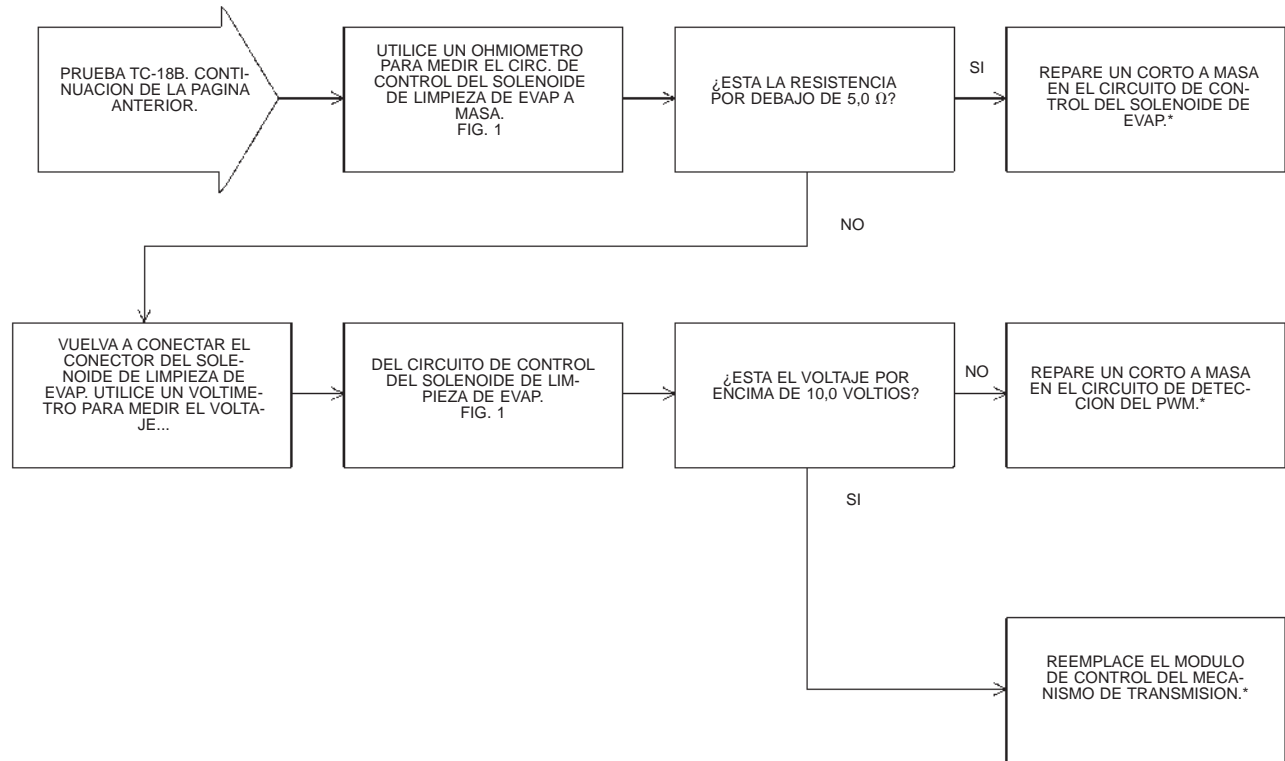 PRUEBA TC-18B. CONTI-
NUACION DE LA PAGINA
ANTERIOR.
UTILICE UN OHMIOMETRO
PARA MEDIR EL CIRC. DE
CONTROL DEL SOLENOIDE
DE LIMPIEZA DE EVAP A
MASA.
FIG. 1
¿ESTA LA RESISTENCIA
POR DEBAJO DE 5,0 Ω?
SI
REPARE UN CORTO A MASA
EN EL CIRCUITO DE CON-
TROL DEL SOLENOIDE DE
EVAP.*
NO
VUELVA A CONECTAR EL
CONECTOR DEL SOLE-
NOIDE DE LIMPIEZA DE
EVAP. UTILICE UN VOLTIME-
TRO PARA MEDIR EL VOLTA-
JE...
DEL CIRCUITO DE CONTROL
DEL SOLENOIDE DE LIM-
PIEZA DE EVAP.
FIG. 1
¿ESTA EL VOLTAJE POR
ENCIMA DE 10,0 VOLTIOS?
NO
REPARE UN CORTO A MASA
EN EL CIRCUITO DE DETEC-
CION DEL PWM.*
SI
REEMPLACE EL MODULO
DE CONTROL DEL MECA-
NISMO DE TRANSMISION.*